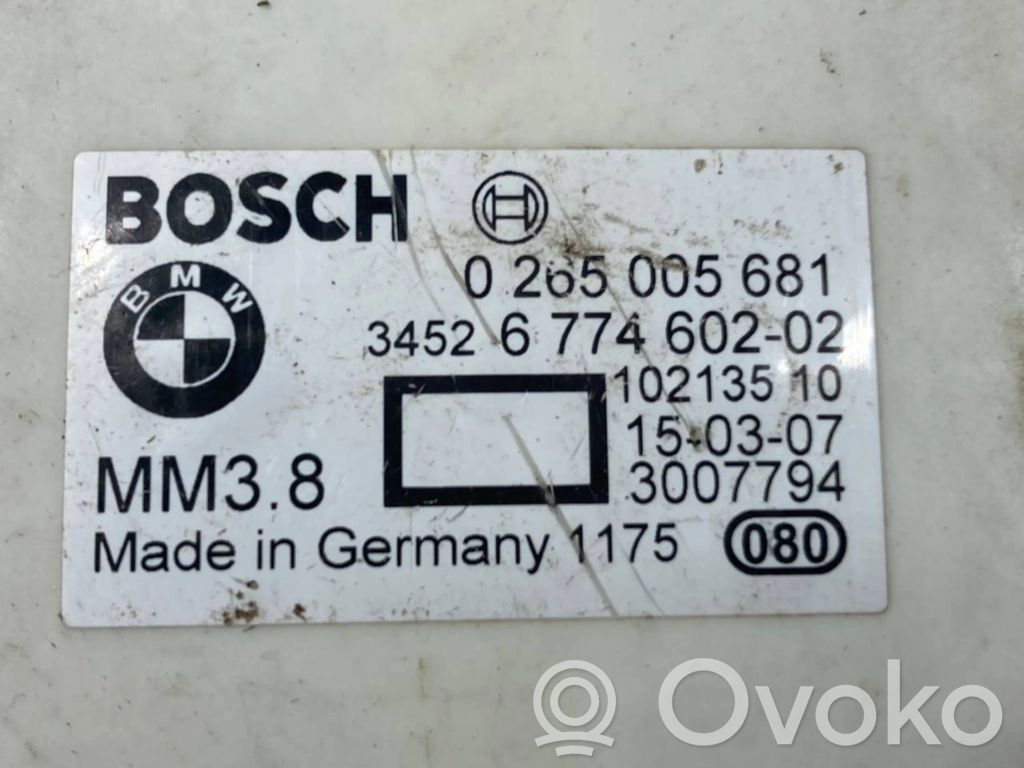 BOSCH
BMW
0 265 005 681
3452 6 774 602-02
102135 10
15-03-07
MM3.8
3007794
Made in Germany 1175 080
Ovoko